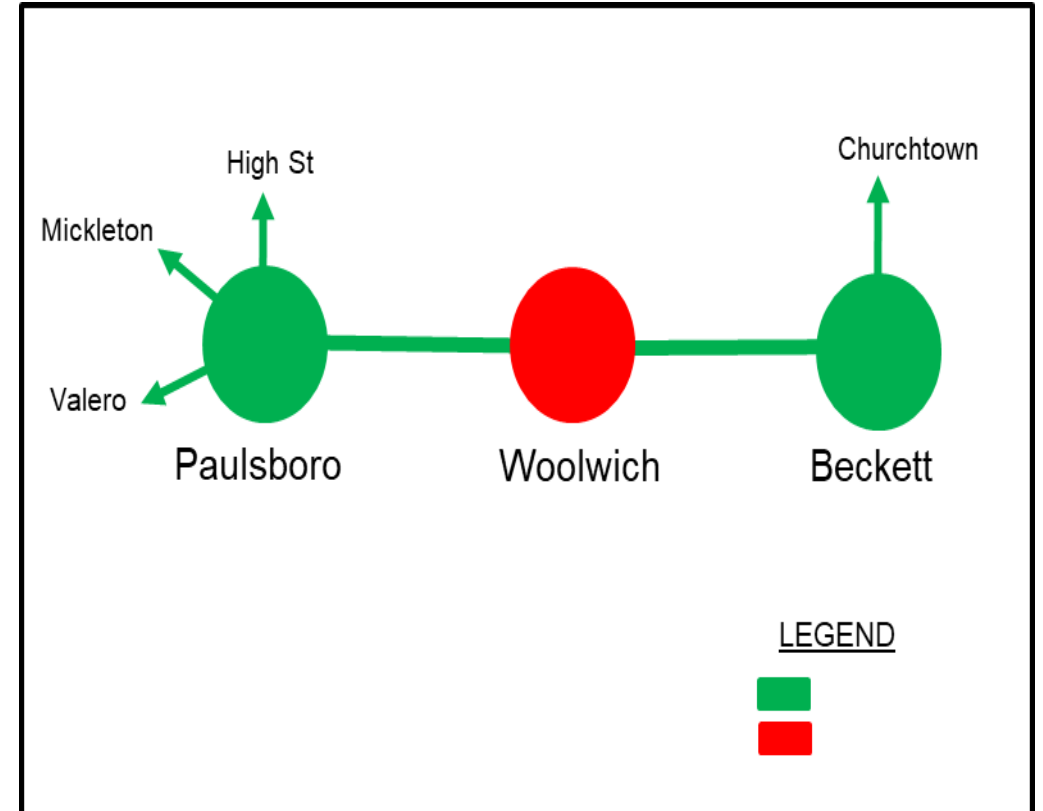 Churchtown
High St
Mickleton
Valero
Paulsboro
Woolwich
Beckett
LEGEND